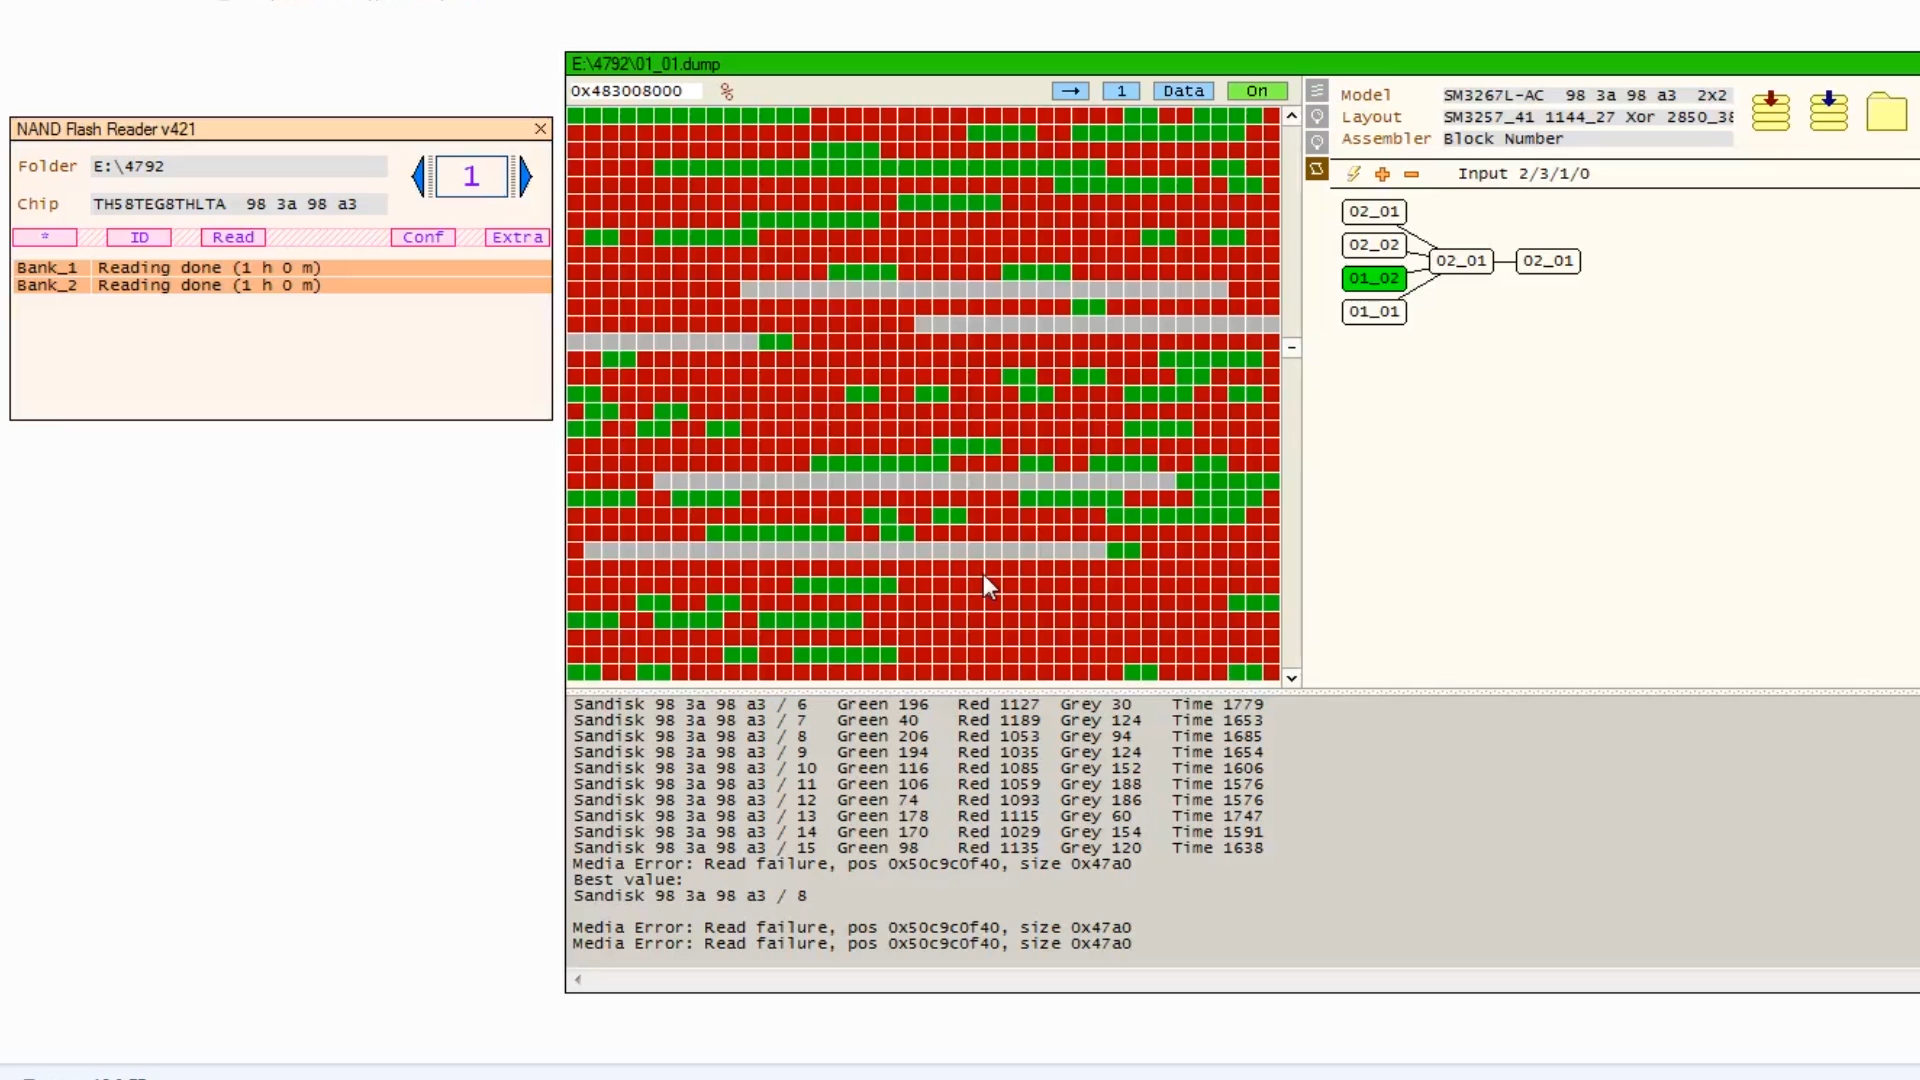 NAND Flash Reader v421
Folder E:\4792
1
Chip TH58TEG8THLTA 98 3a 98 a3
* ID Read Conf Extra
Bank_1 Reading done (1 h 0 m)
Bank_2 Reading done (1 h 0 m)
E:\4792\01_01.dump
0x483008000 % → 1 Data On
Model SM3267L-AC 98 3a 98 a3 2x2
Layout SM3257_41 1144_27 Xor 2850_38
Assembler Block Number
Input 2/3/1/0
02_01
02_02
01_02
01_01
02_01
02_01
Sandisk 98 3a 98 a3 / 6 Green 196 Red 1127 Grey 30 Time 1779
Sandisk 98 3a 98 a3 / 7 Green 40 Red 1189 Grey 124 Time 1653
Sandisk 98 3a 98 a3 / 8 Green 206 Red 1053 Grey 94 Time 1685
Sandisk 98 3a 98 a3 / 9 Green 194 Red 1035 Grey 124 Time 1654
Sandisk 98 3a 98 a3 / 10 Green 116 Red 1085 Grey 152 Time 1606
Sandisk 98 3a 98 a3 / 11 Green 106 Red 1059 Grey 188 Time 1576
Sandisk 98 3a 98 a3 / 12 Green 74 Red 1093 Grey 186 Time 1576
Sandisk 98 3a 98 a3 / 13 Green 178 Red 1115 Grey 60 Time 1747
Sandisk 98 3a 98 a3 / 14 Green 170 Red 1029 Grey 154 Time 1591
Sandisk 98 3a 98 a3 / 15 Green 98 Red 1135 Grey 120 Time 1638
Media Error: Read failure, pos 0x50c9c0f40, size 0x47a0
Best value:
Sandisk 98 3a 98 a3 / 8
Media Error: Read failure, pos 0x50c9c0f40, size 0x47a0
Media Error: Read failure, pos 0x50c9c0f40, size 0x47a0